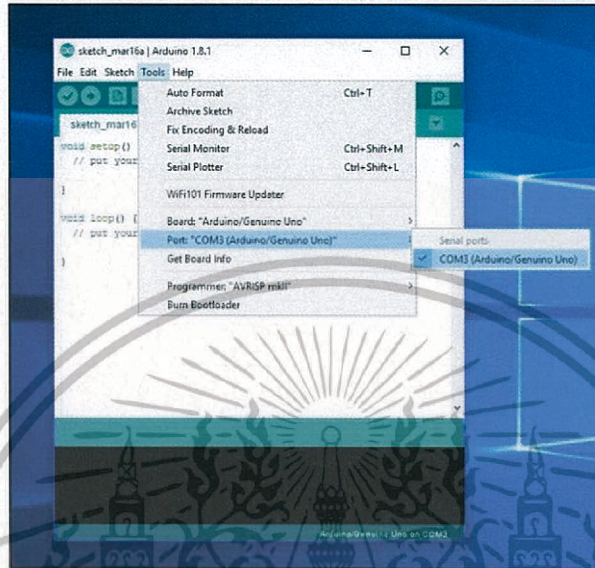 sketch_mar16a | Arduino 1.8.1
File Edit Sketch Tools Help
Auto Format Ctrl+T
Archive Sketch
sketch_mar16 Fix Encoding & Reload
void setup() Serial Monitor Ctrl+Shift+M
// put your Serial Plotter Ctrl+Shift+L
}
WiFi101 Firmware Updater
void loop() { Board: "Arduino/Genuino Uno"
// put your Port: "COM3 (Arduino/Genuino Uno)" Serial ports
Get Board Info COM3 (Arduino/Genuino Uno)
}
Programmer: "AVRISP mkII"
Burn Bootloader
Arduino/Genuino Uno on COM3